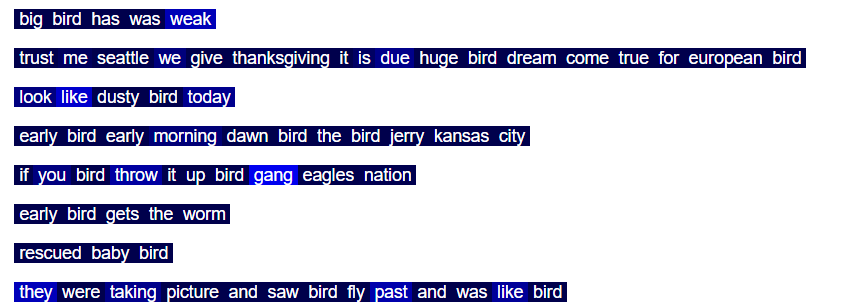 big bird has was weak
trust me seattle we give thanksgiving it is due huge bird dream come true for european bird
look like dusty bird today
early bird early morning dawn bird the bird jerry kansas city
if you bird throw it up bird gang eagles nation
early bird gets the worm
rescued baby bird
they were taking picture and saw bird fly past and was like bird